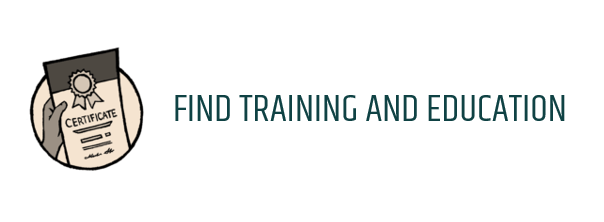 CERTIFICATE
FIND TRAINING AND EDUCATION